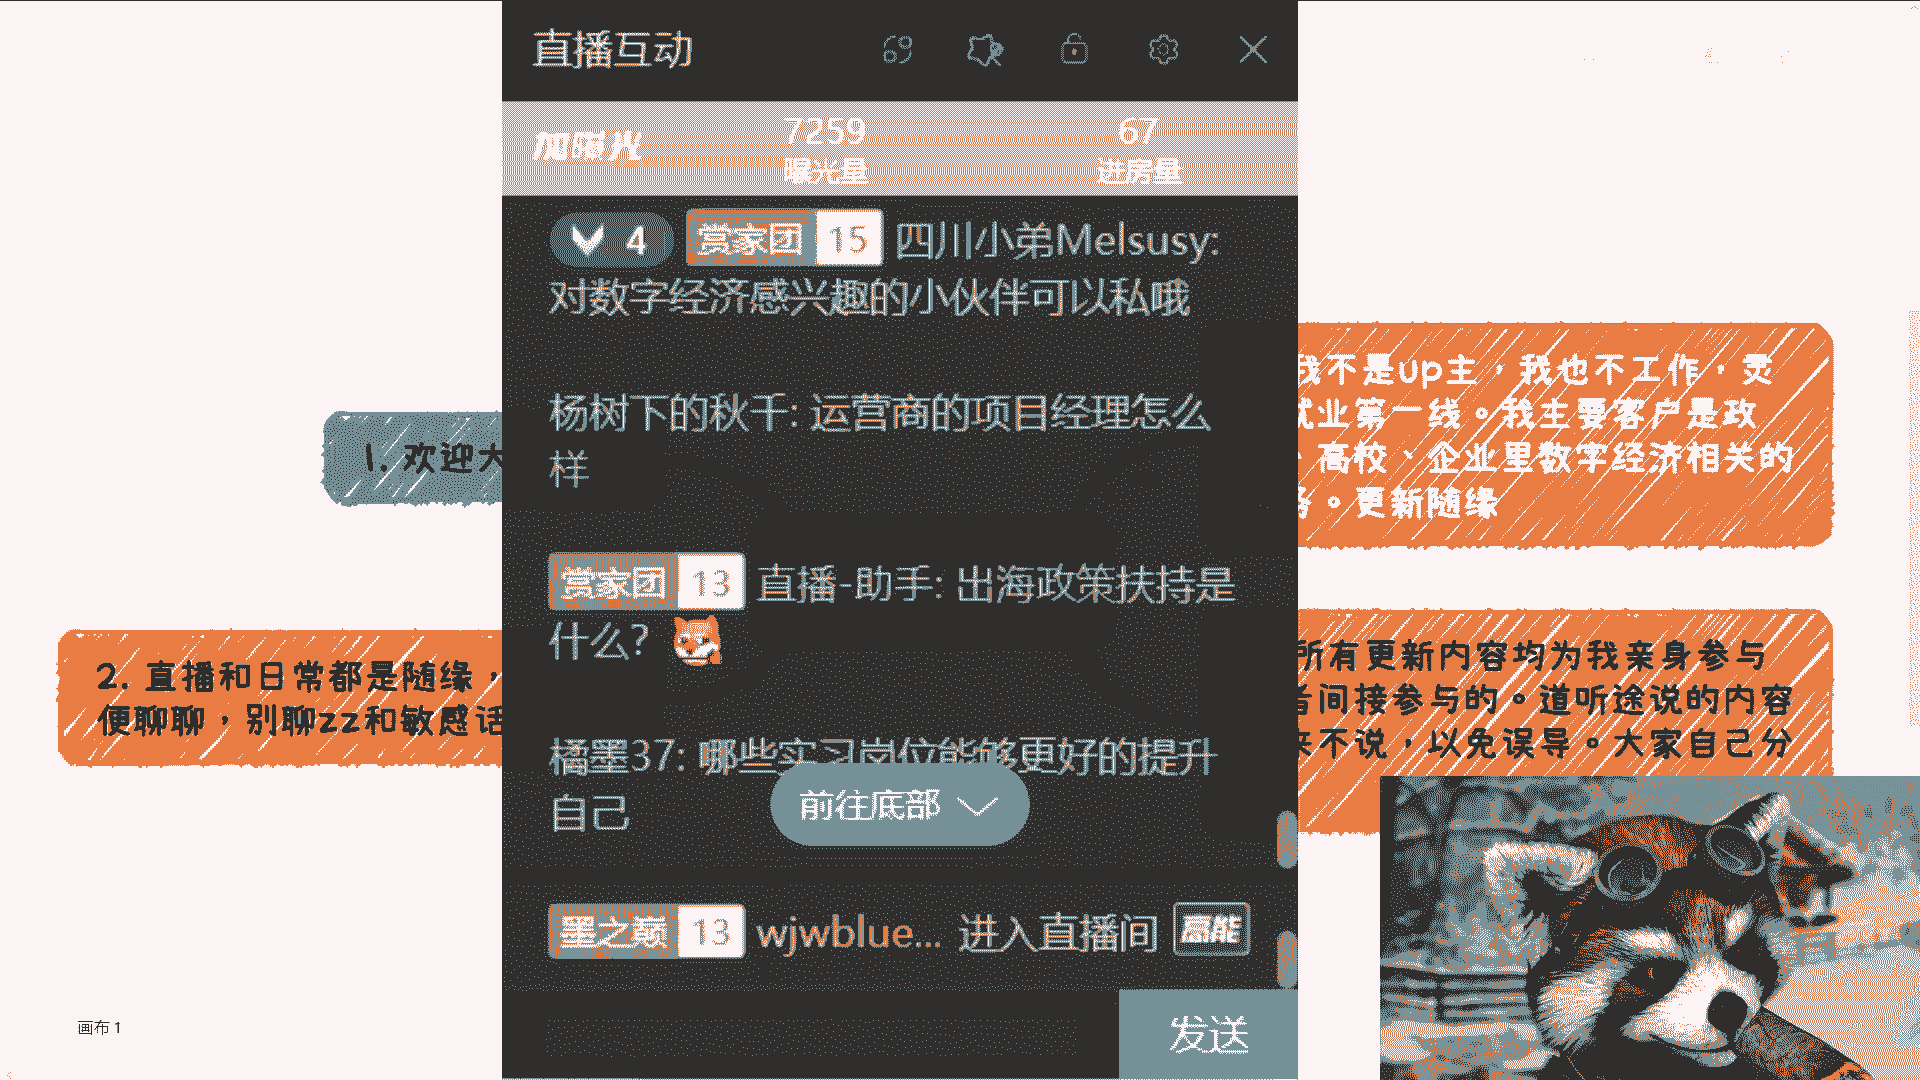 直播互动
加曝光
7259
曝光量
67
进房量
4 赏家团 15 四川小弟Melsusy:
对数字经济感兴趣的小伙伴可以私哦
杨树下的秋千: 运营商的项目经理怎么
样
赏家团 13 直播-助手: 出海政策扶持是
什么?
橘墨37: 哪些实习岗位能够更好的提升
自己
前往底部
墨之巅 13 wjwblue... 进入直播间 高能
发送
1. 欢迎大
2. 直播和日常都是随缘，
便聊聊，别聊zz和敏感话
我不是up主，我也不工作，灵
就业第一线。我主要客户是政
、高校、企业里数字经济相关的
务。更新随缘
所有更新内容均为我亲身参与
者间接参与的。道听途说的内容
来不说，以免误导。大家自己分
画布 1